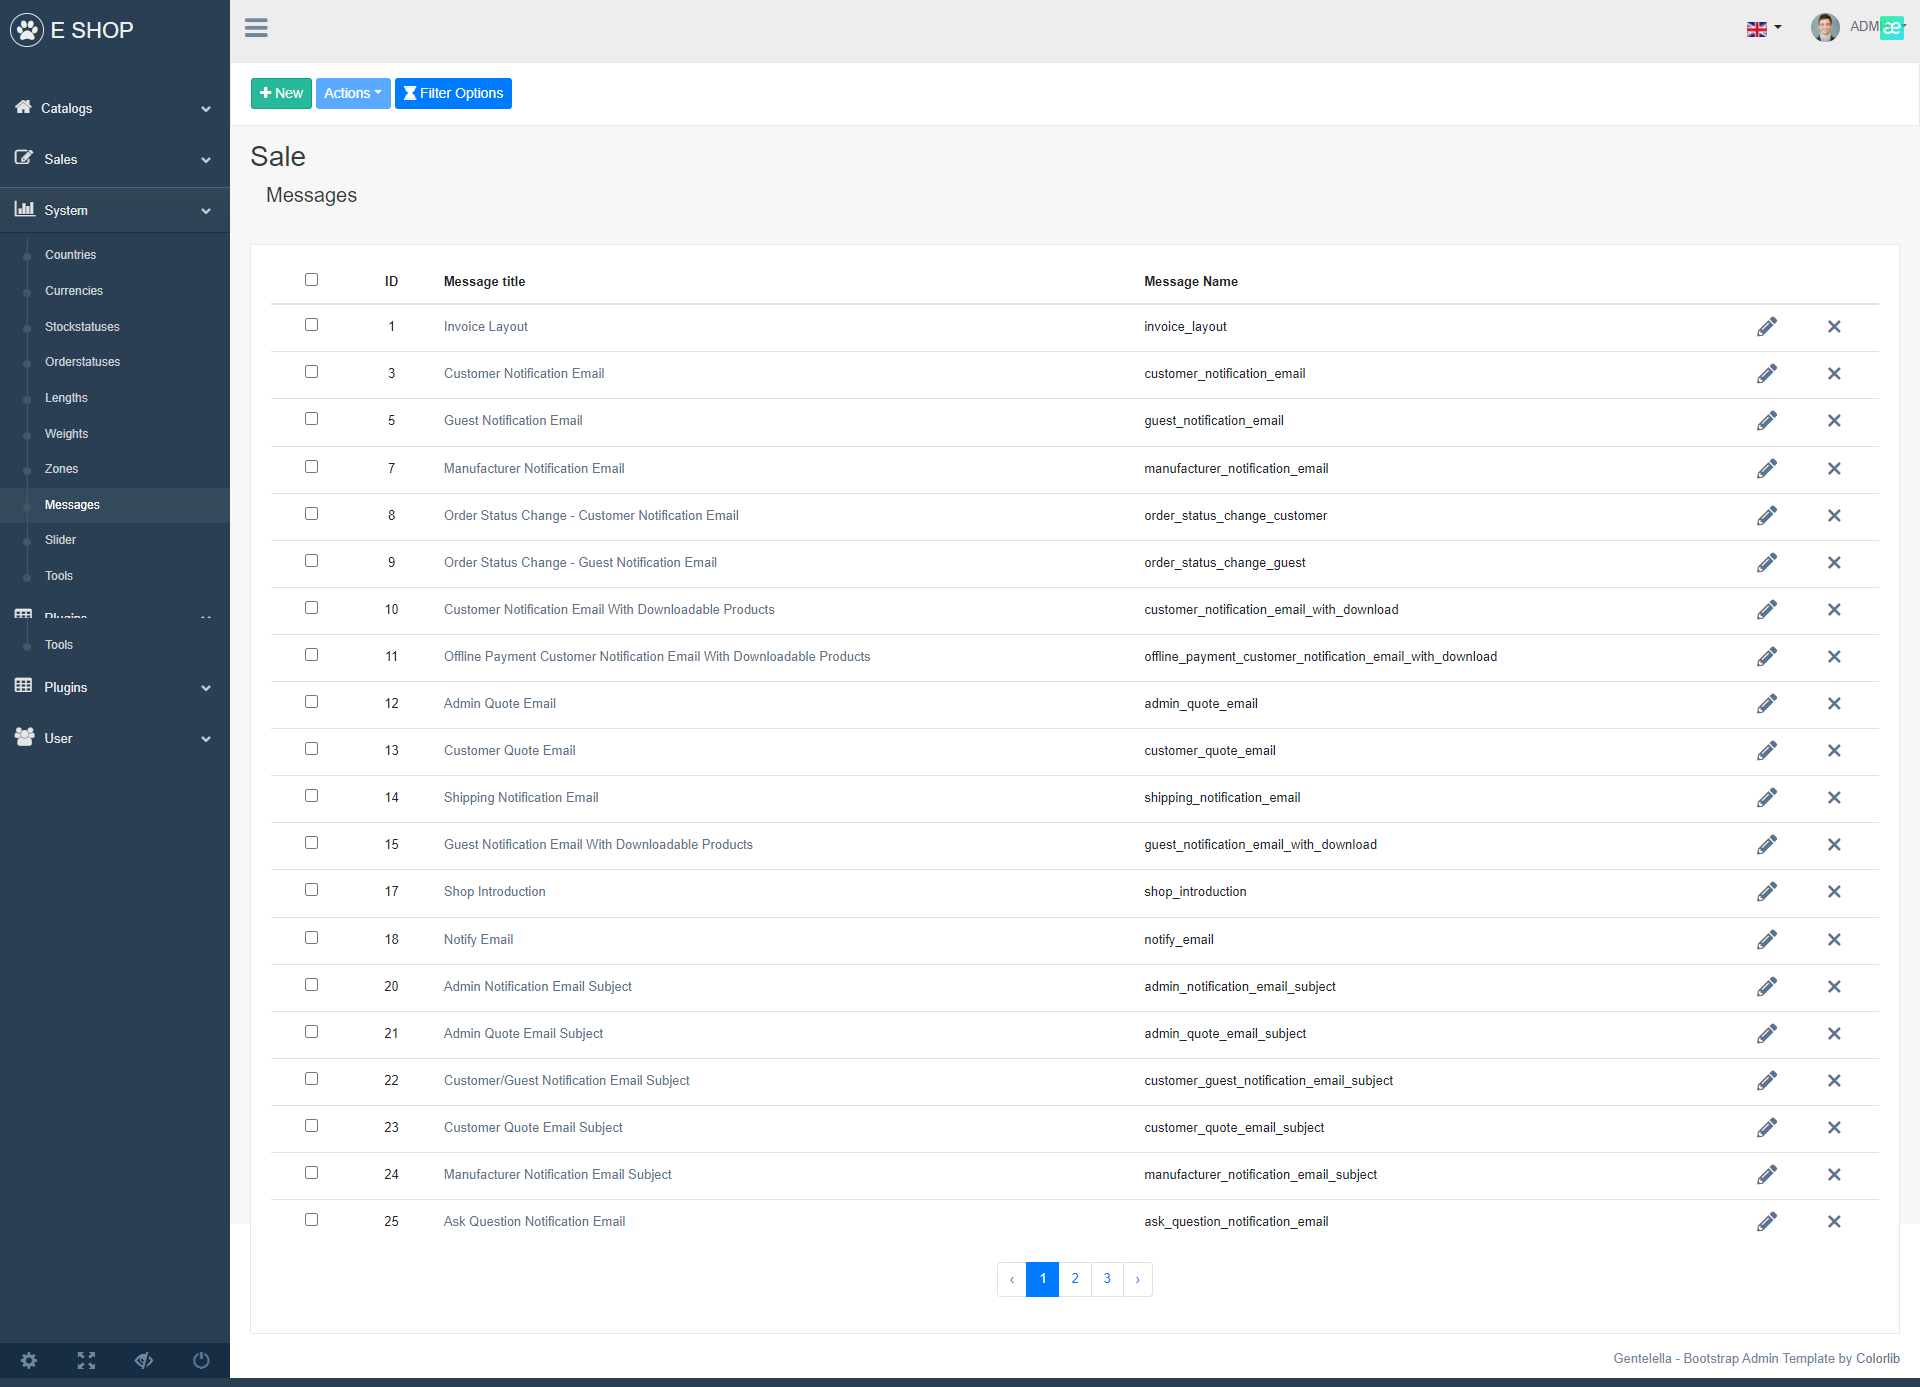 E SHOP
ADM
æ
Catalogs
Sales
System
Countries
Currencies
Stockstatuses
Orderstatuses
Lengths
Weights
Zones
Messages
Slider
Tools
Plugins
Tools
Plugins
User
New
Actions
Filter Options
Sale
Messages
ID Message title Message Name
1 Invoice Layout invoice_layout
3 Customer Notification Email customer_notification_email
5 Guest Notification Email guest_notification_email
7 Manufacturer Notification Email manufacturer_notification_email
8 Order Status Change - Customer Notification Email order_status_change_customer
9 Order Status Change - Guest Notification Email order_status_change_guest
10 Customer Notification Email With Downloadable Products customer_notification_email_with_download
11 Offline Payment Customer Notification Email With Downloadable Products offline_payment_customer_notification_email_with_download
12 Admin Quote Email admin_quote_email
13 Customer Quote Email customer_quote_email
14 Shipping Notification Email shipping_notification_email
15 Guest Notification Email With Downloadable Products guest_notification_email_with_download
17 Shop Introduction shop_introduction
18 Notify Email notify_email
20 Admin Notification Email Subject admin_notification_email_subject
21 Admin Quote Email Subject admin_quote_email_subject
22 Customer/Guest Notification Email Subject customer_guest_notification_email_subject
23 Customer Quote Email Subject customer_quote_email_subject
24 Manufacturer Notification Email Subject manufacturer_notification_email_subject
25 Ask Question Notification Email ask_question_notification_email
‹ 1 2 3 ›
Gentelella - Bootstrap Admin Template by Colorlib